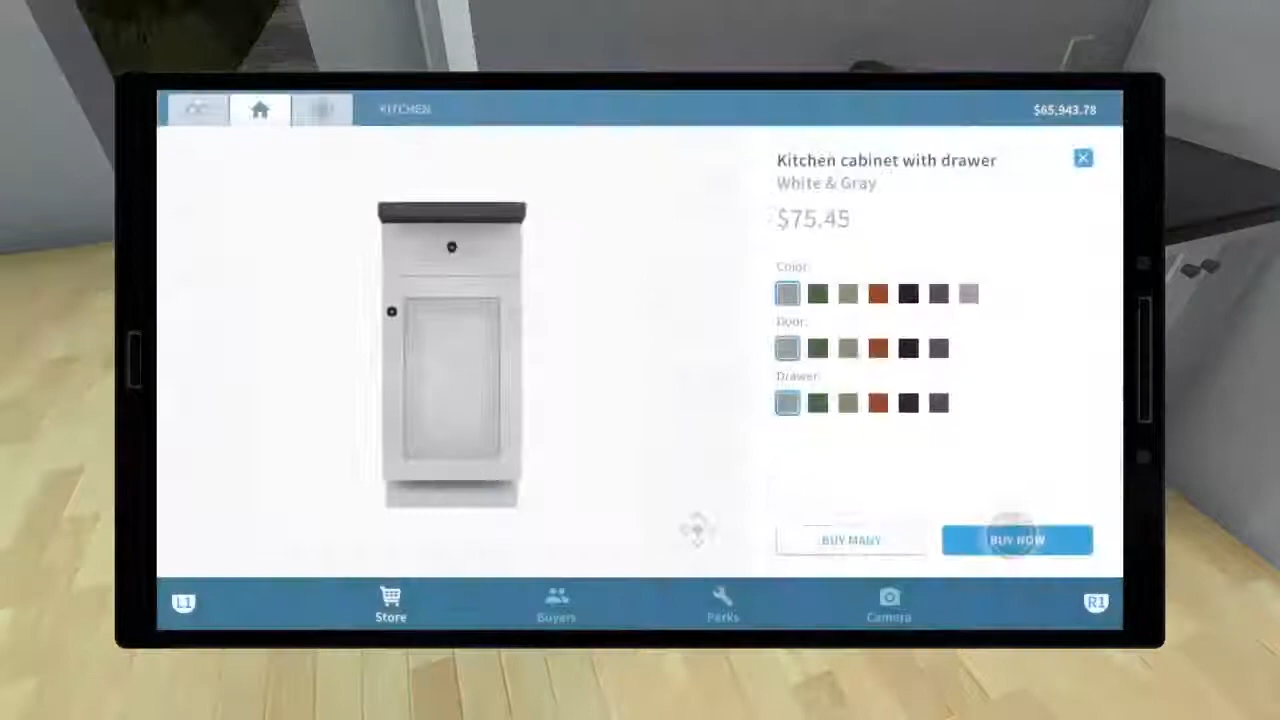 KITCHEN
$65,943.78
Kitchen cabinet with drawer
White & Gray
$75.45
Color:
Door:
Drawer:
BUY MANY
BUY NOW
L1
Store
Buyers
Perks
Camera
R1